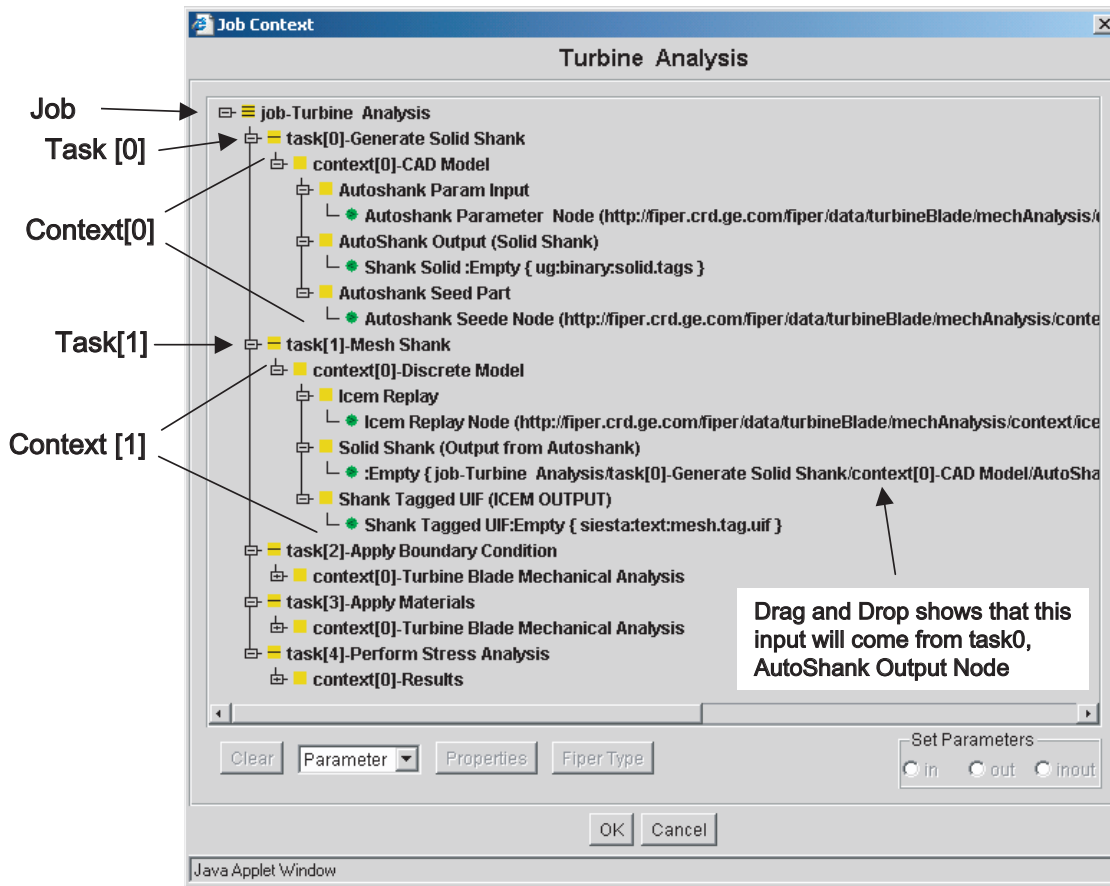 Job Context
Turbine Analysis
Job
job-Turbine Analysis
Task [0]
task[0]-Generate Solid Shank
context[0]-CAD Model
Autoshank Param Input
Autoshank Parameter Node (http://fiper.crd.ge.com/fiper/data/turbineBlade/mechAnalysis/
Context[0]
AutoShank Output (Solid Shank)
Shank Solid :Empty { ug:binary:solid.tags }
Autoshank Seed Part
Autoshank Seede Node (http://fiper.crd.ge.com/fiper/data/turbineBlade/mechAnalysis/conte
Task[1]
task[1]-Mesh Shank
context[0]-Discrete Model
Icem Replay
Icem Replay Node (http://fiper.crd.ge.com/fiper/data/turbineBlade/mechAnalysis/context/ice
Context [1]
Solid Shank (Output from Autoshank)
:Empty { job-Turbine Analysis/task[0]-Generate Solid Shank/context[0]-CAD Model/AutoSha
Shank Tagged UIF (ICEM OUTPUT)
Shank Tagged UIF:Empty { siesta:text:mesh.tag.uif }
task[2]-Apply Boundary Condition
context[0]-Turbine Blade Mechanical Analysis
task[3]-Apply Materials
context[0]-Turbine Blade Mechanical Analysis
task[4]-Perform Stress Analysis
context[0]-Results
Drag and Drop shows that this
input will come from task0,
AutoShank Output Node
Clear
Parameter
Properties
Fiper Type
Set Parameters
in
out
inout
OK
Cancel
Java Applet Window